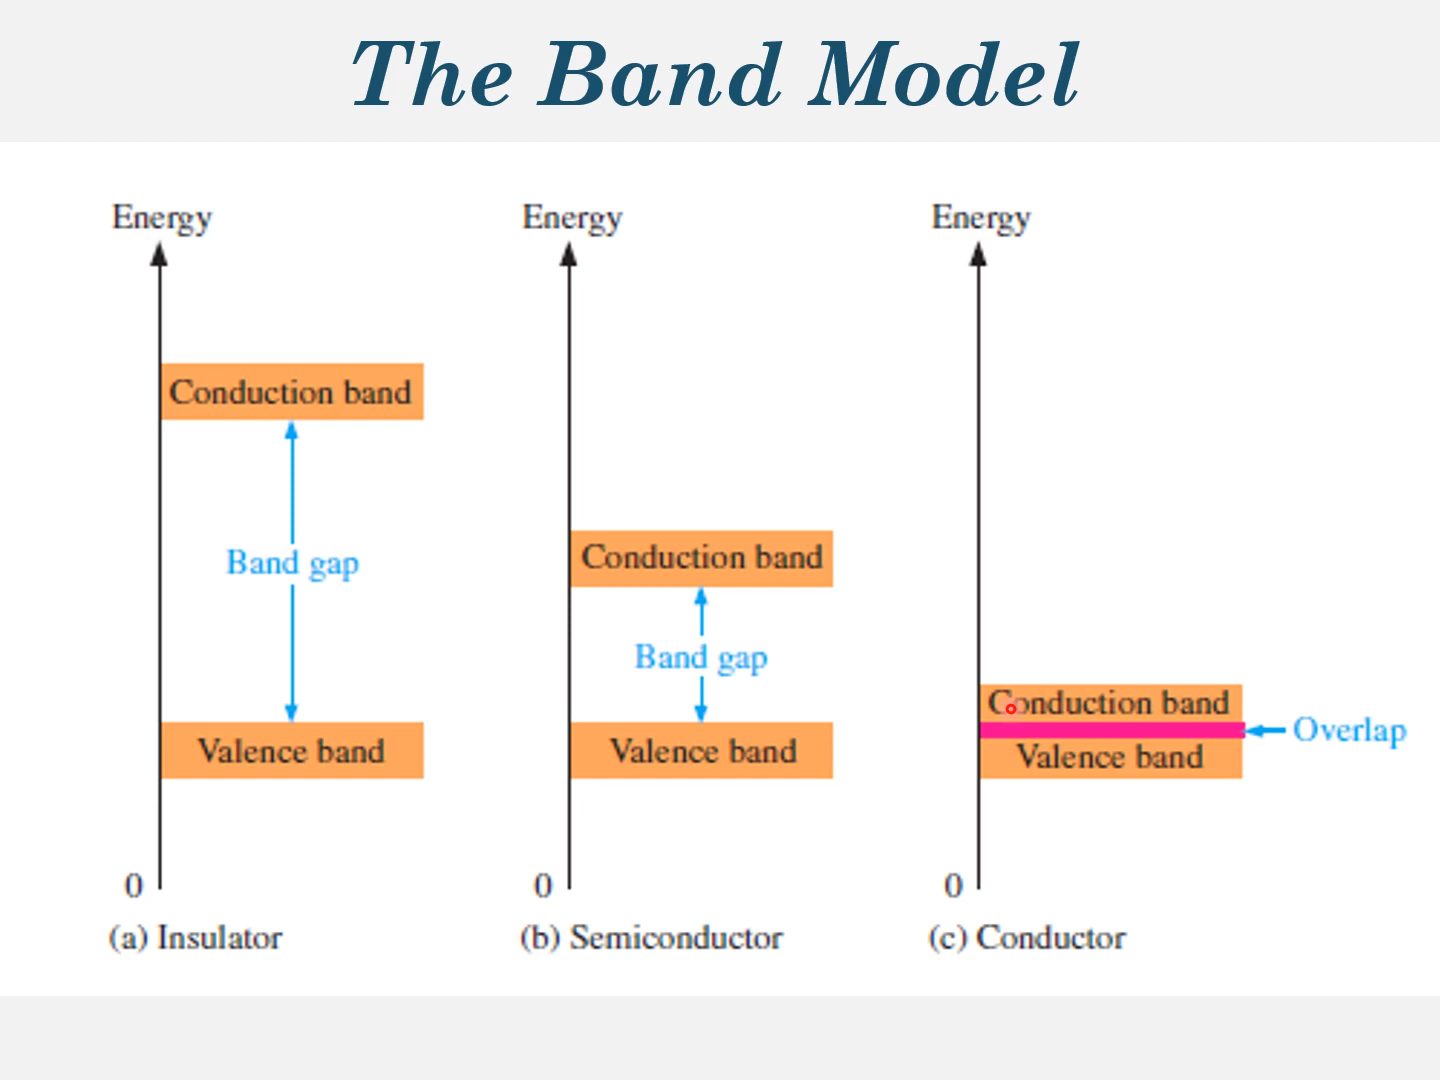 The Band Model
Energy
Conduction band
Band gap
Valence band
0
(a) Insulator
Energy
Conduction band
Band gap
Valence band
0
(b) Semiconductor
Energy
Conduction band
Overlap
Valence band
0
(c) Conductor